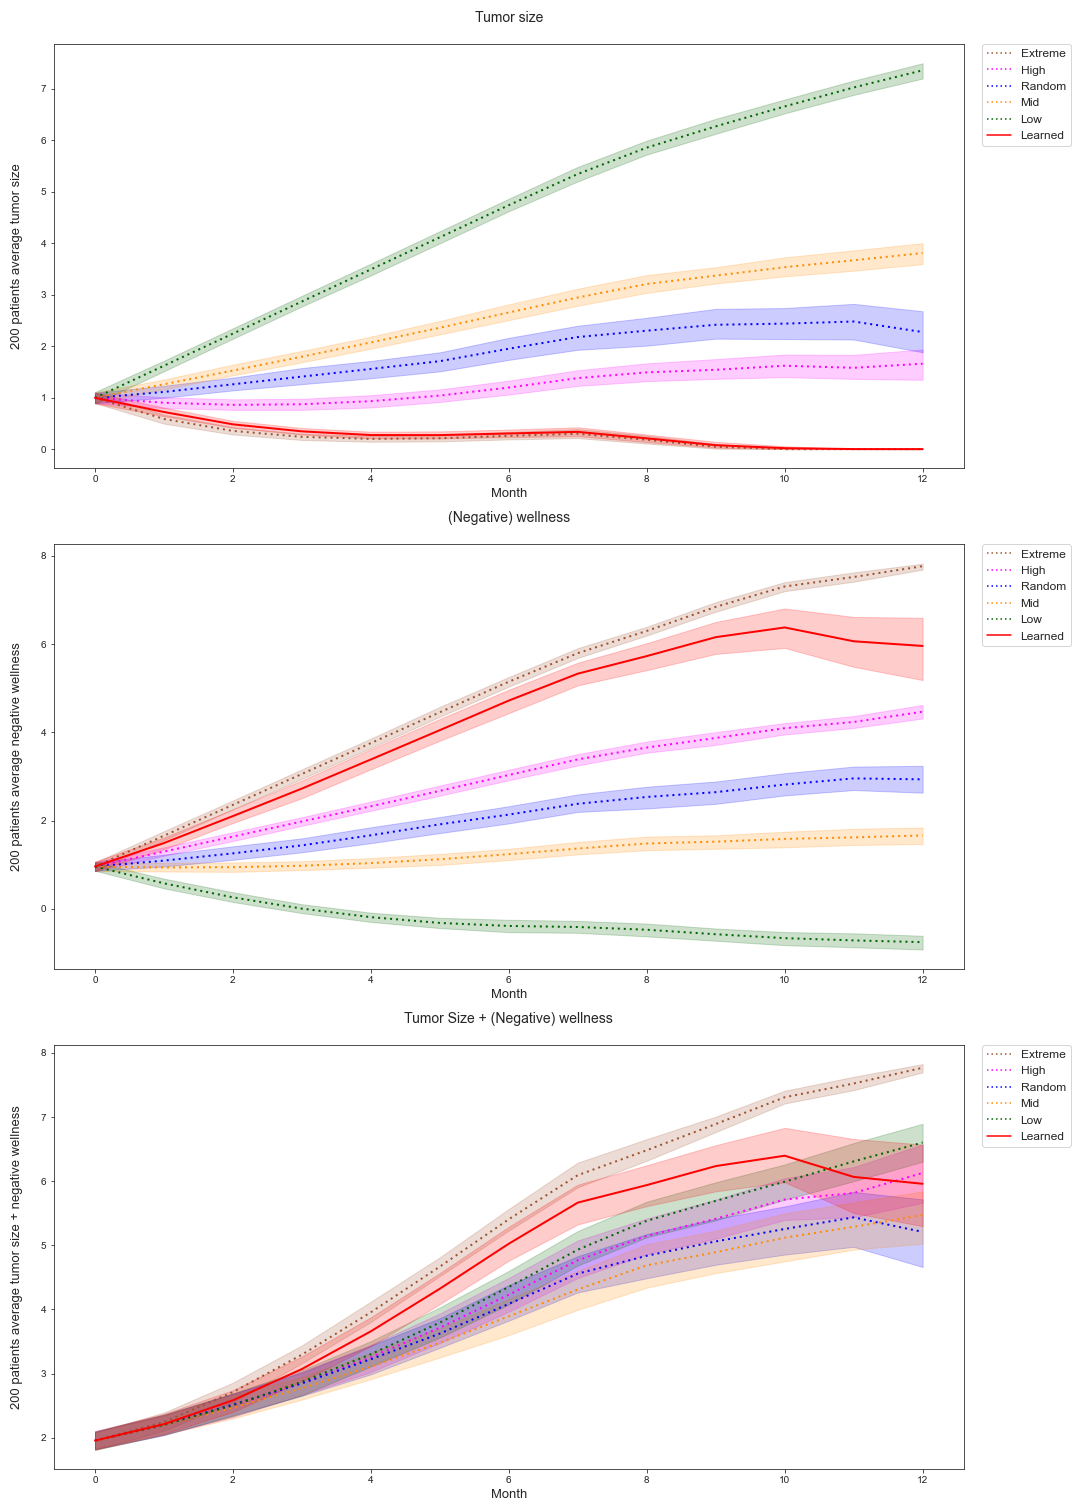 Tumor size
200 patients average tumor size
7
6
5
4
3
2
1
0
0 2 4 6 8 10 12
Month
Extreme
High
Random
Mid
Low
Learned
(Negative) wellness
200 patients average negative wellness
8
6
4
2
0
0 2 4 6 8 10 12
Month
Extreme
High
Random
Mid
Low
Learned
Tumor Size + (Negative) wellness
200 patients average tumor size + negative wellness
8
7
6
5
4
3
2
0 2 4 6 8 10 12
Month
Extreme
High
Random
Mid
Low
Learned